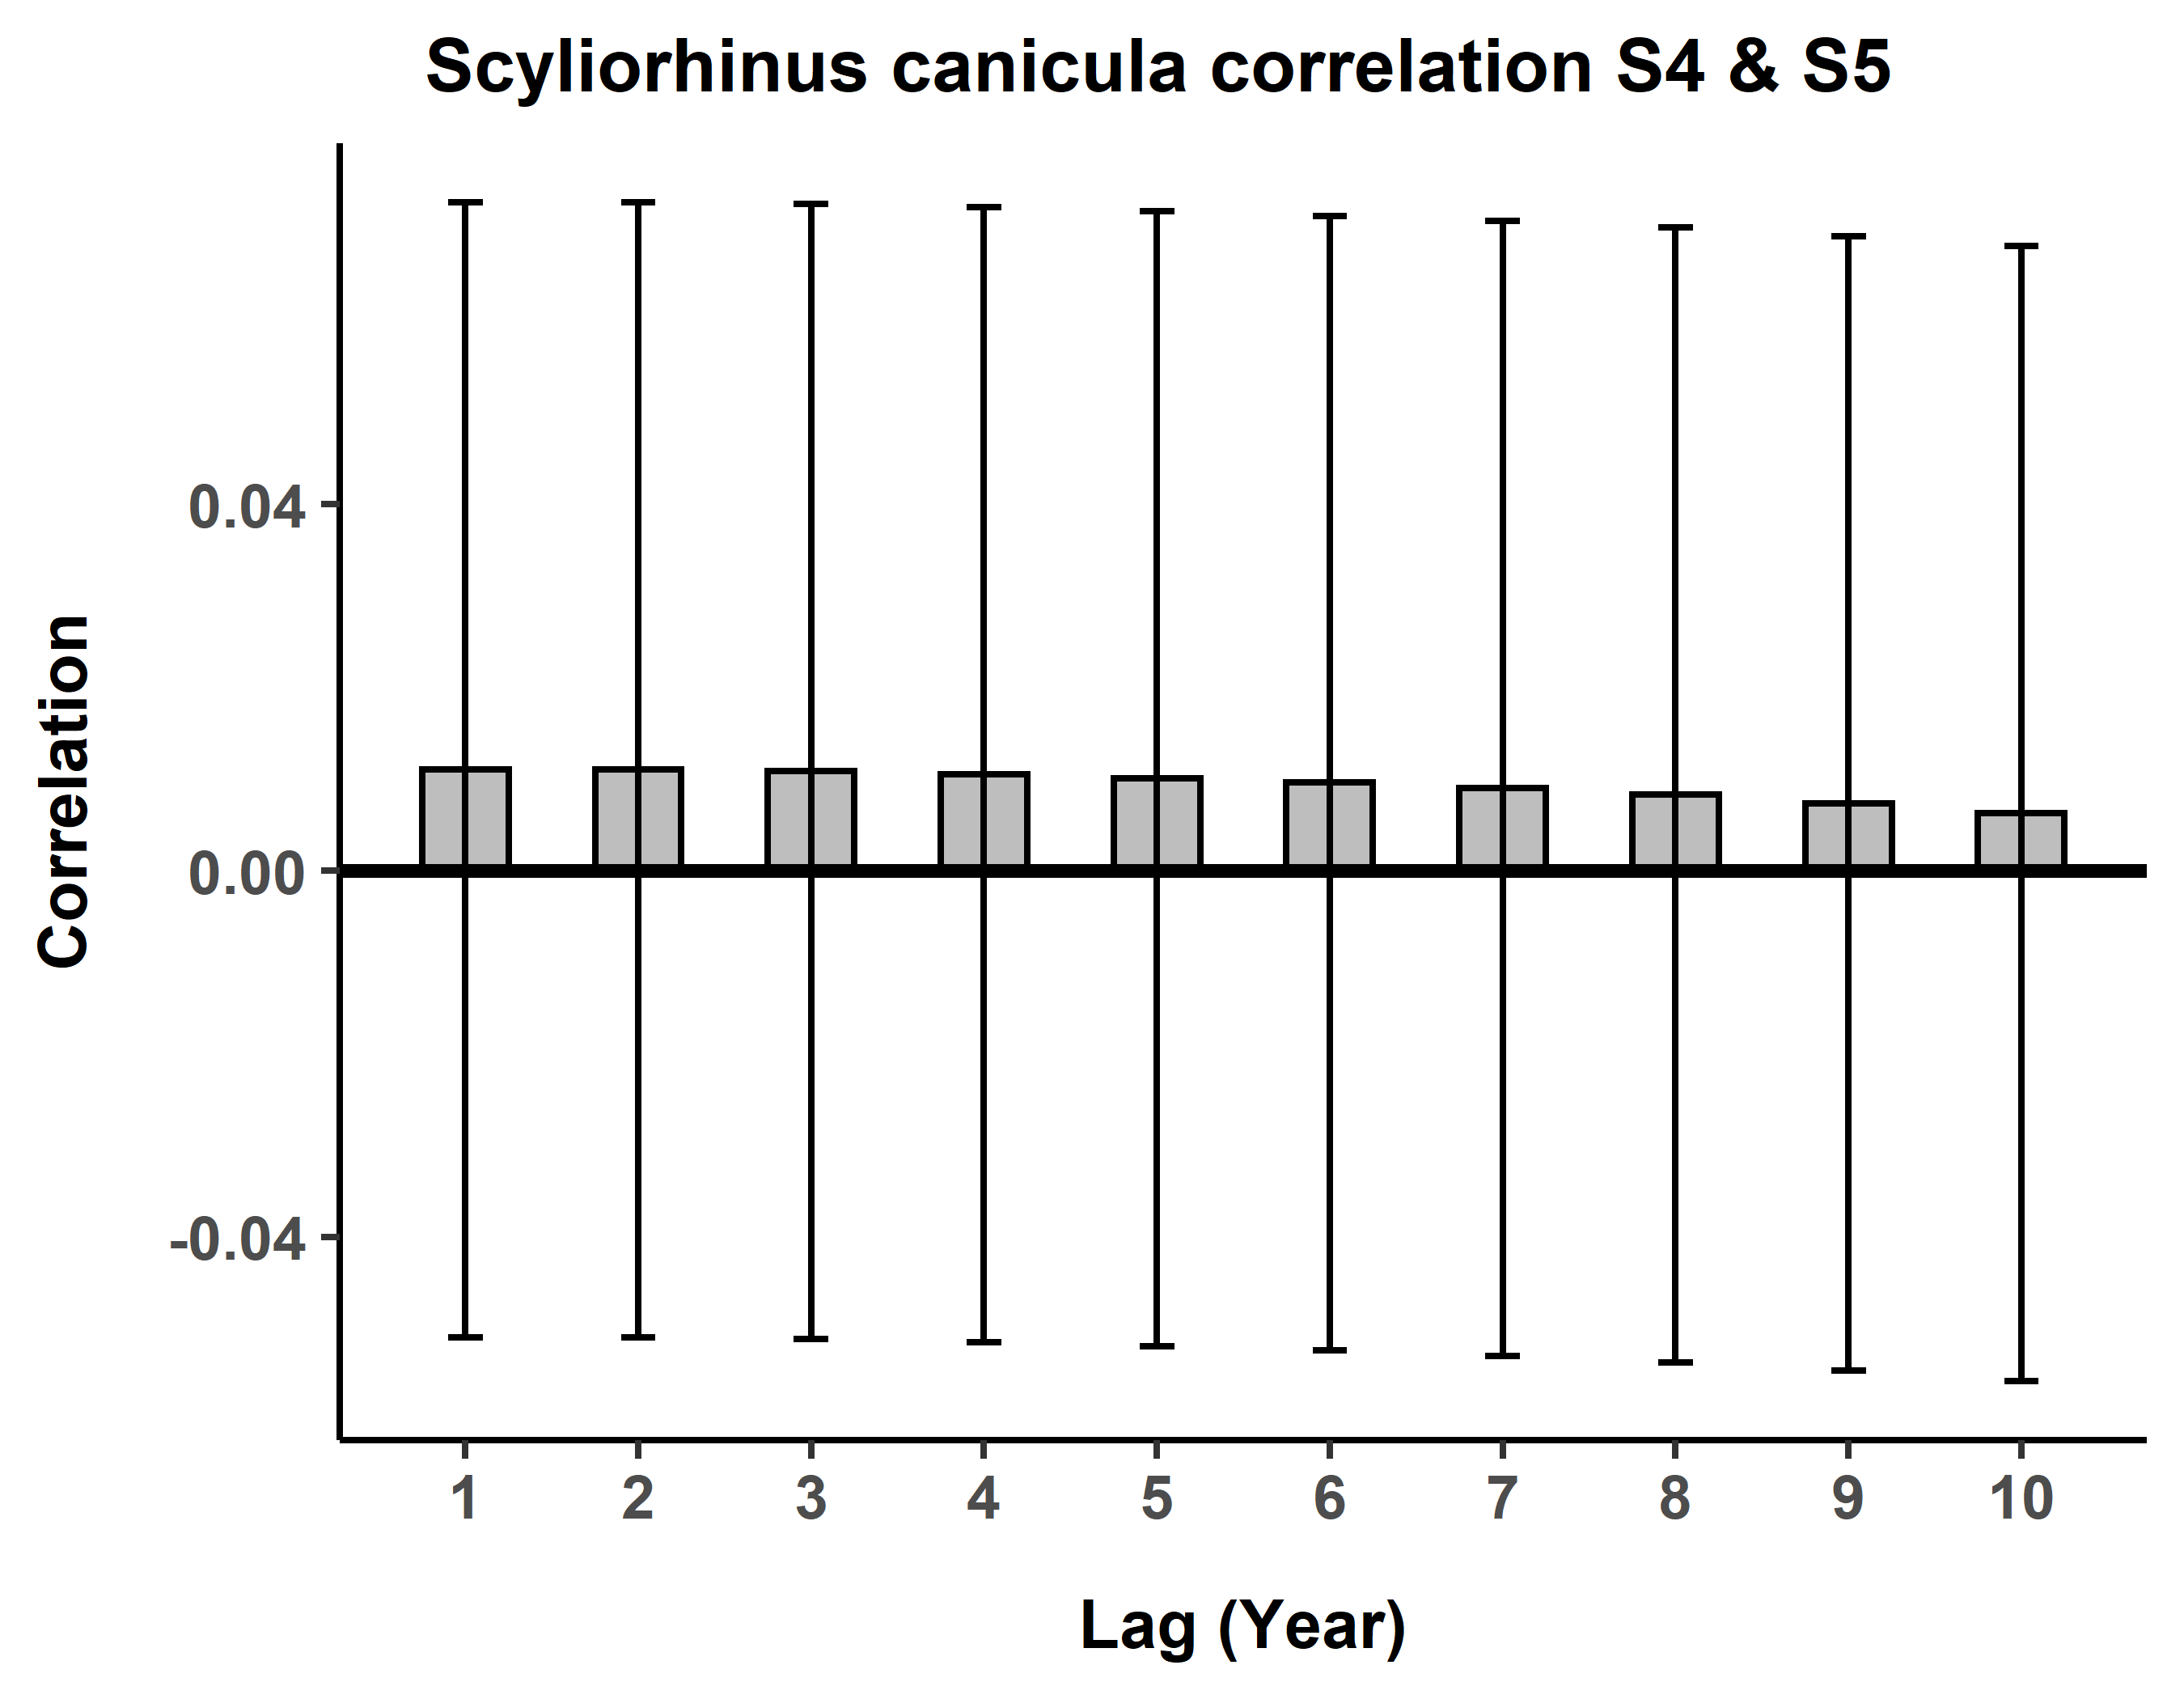 Scyliorhinus canicula correlation S4 & S5
Correlation
0.04
0.00
-0.04
1 2 3 4 5 6 7 8 9 10
Lag (Year)